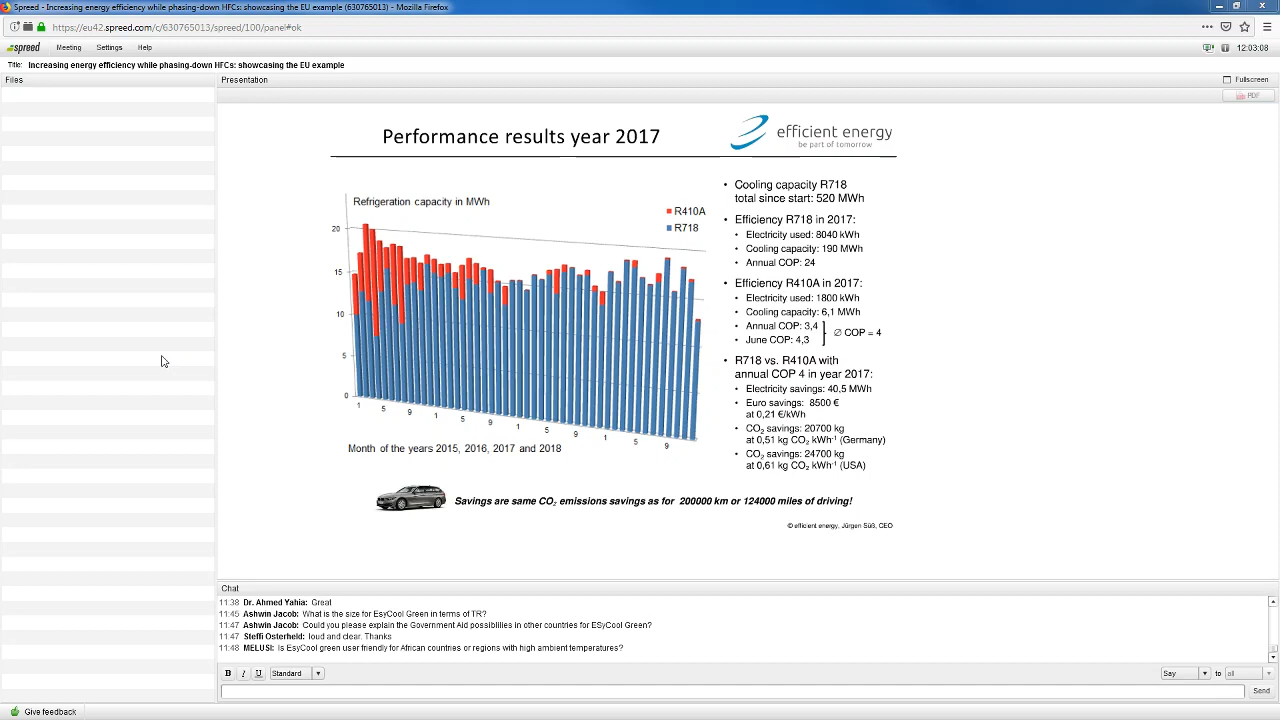 Spreed - Increasing energy efficiency while phasing-down HFCs: showcasing the EU example (630765013) - Mozilla Firefox
https://eu42.spreed.com/c/630765013/spreed/100/panel#ok
spreed Meeting Settings Help 12:03:08
Title: Increasing energy efficiency while phasing-down HFCs: showcasing the EU example
Files
Presentation
Fullscreen
PDF
Performance results year 2017
efficient energy
be part of tomorrow
Refrigeration capacity in MWh
R410A
R718
20
15
10
5
0
1 5 9 1 5 9 1 5 9 1 5 9
Month of the years 2015, 2016, 2017 and 2018
• Cooling capacity R718
total since start: 520 MWh
• Efficiency R718 in 2017:
• Electricity used: 8040 kWh
• Cooling capacity: 190 MWh
• Annual COP: 24
• Efficiency R410A in 2017:
• Electricity used: 1800 kWh
• Cooling capacity: 6,1 MWh
• Annual COP: 3,4
• June COP: 4,3
∅ COP = 4
• R718 vs. R410A with
annual COP 4 in year 2017:
• Electricity savings: 40,5 MWh
• Euro savings: 8500 €
at 0,21 €/kWh
• CO₂ savings: 20700 kg
at 0,51 kg CO₂ kWh⁻¹ (Germany)
• CO₂ savings: 24700 kg
at 0,61 kg CO₂ kWh⁻¹ (USA)
Savings are same CO₂ emissions savings as for 200000 km or 124000 miles of driving!
© efficient energy, Jürgen Süß, CEO
Chat
11:38 Dr. Ahmed Yahia: Great
11:45 Ashwin Jacob: What is the size for EsyCool Green in terms of TR?
11:47 Ashwin Jacob: Could you please explain the Government Aid possiblilies in other countries for ESyCool Green?
11:47 Steffi Osterheld: loud and clear. Thanks
11:48 MELUSI: Is EsyCool green user friendly for African countries or regions with high ambient temperatures?
B I U Standard
Say to all
Send
Give feedback